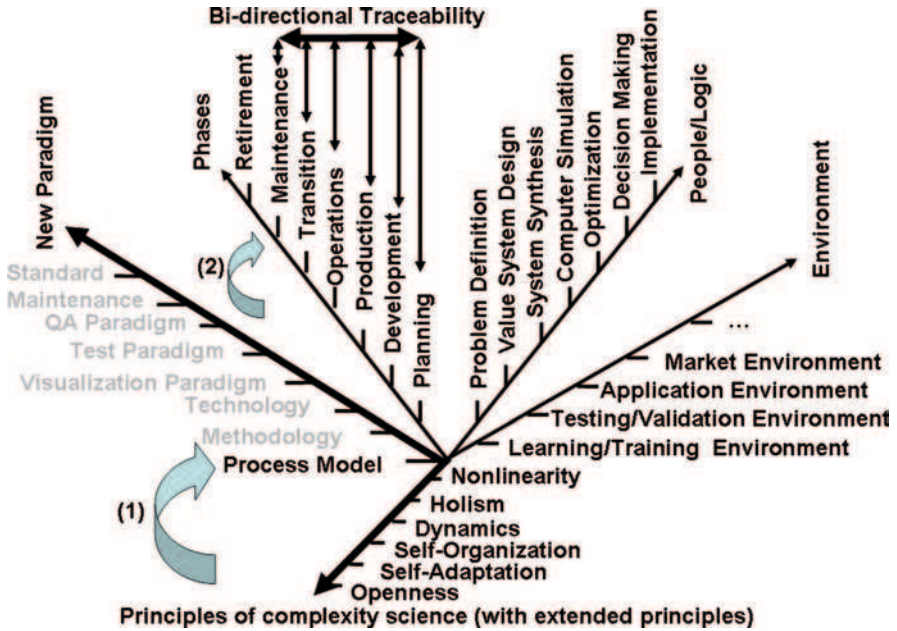 Bi-directional Traceability
New Paradigm
Standard
Maintenance
QA Paradigm
Test Paradigm
Visualization Paradigm
Technology
Methodology
Process Model
(1)
(2)
Phases
Retirement
Maintenance
Transition
Operations
Production
Development
Planning
Problem Definition
Value System Design
System Synthesis
Computer Simulation
Optimization
Decision Making
Implementation
People/Logic
Environment
...
Market Environment
Application Environment
Testing/Validation Environment
Learning/Training Environment
Nonlinearity
Holism
Dynamics
Self-Organization
Self-Adaptation
Openness
Principles of complexity science (with extended principles)